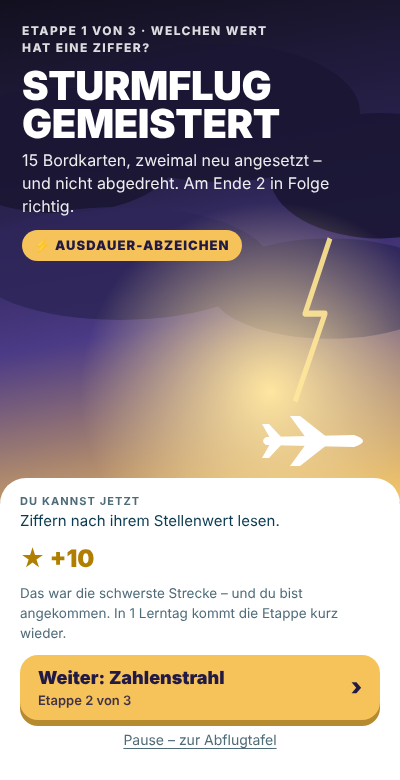 ETAPPE 1 VON 3 · WELCHEN WERT
HAT EINE ZIFFER?
STURMFLUG
GEMEISTERT
15 Bordkarten, zweimal neu angesetzt –
und nicht abgedreht. Am Ende 2 in Folge
richtig.
⚡ AUSDAUER-ABZEICHEN
DU KANNST JETZT
Ziffern nach ihrem Stellenwert lesen.
★ +10
Das war die schwerste Strecke – und du bist
angekommen. In 1 Lerntag kommt die Etappe kurz
wieder.
Weiter: Zahlenstrahl
Etappe 2 von 3
›
Pause – zur Abflugtafel